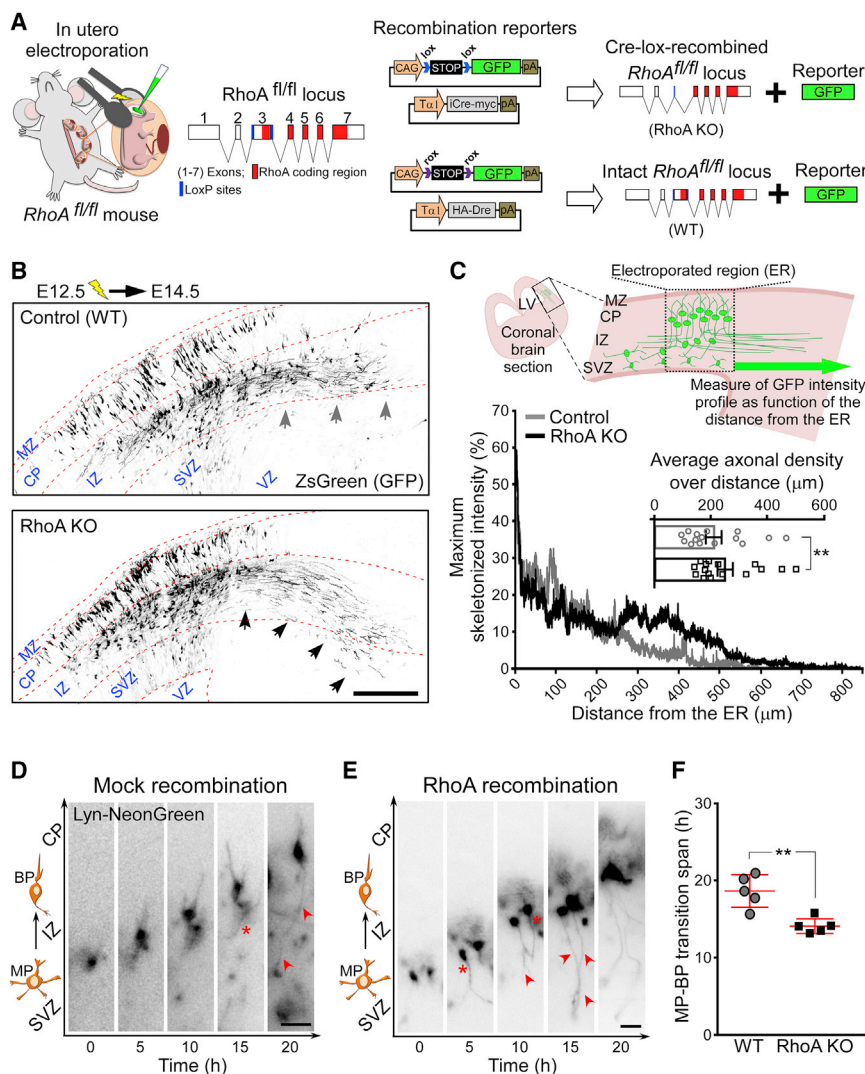 A
In utero
electroporation
RhoA fl/fl mouse
RhoA fl/fl locus
1 2 3 4 5 6 7
(1-7) Exons;
RhoA coding region
LoxP sites
Recombination reporters
lox lox
CAG STOP GFP pA
Tα1 iCre-myc pA
rox rox
CAG STOP GFP pA
Tα1 HA-Dre pA
Cre-lox-recombined
RhoA fl/fl locus
(RhoA KO)
+
Reporter
GFP
Intact RhoA fl/fl locus
(WT)
+
Reporter
GFP
B
E12.5 E14.5
Control (WT)
MZ
CP
IZ
SVZ
VZ
ZsGreen (GFP)
RhoA KO
MZ
CP
IZ
SVZ
VZ
C
Electroporated region (ER)
LV
Coronal
brain
section
MZ
CP
IZ
SVZ
Measure of GFP intensity
profile as function of the
distance from the ER
Control
RhoA KO
Average axonal density
over distance (μm)
0 200 400 600
**
Maximum
skeletonized intensity (%)
70
60
50
40
30
20
10
0
0 100 200 300 400 500 600 700 800
Distance from the ER (μm)
D
Mock recombination
Lyn-NeonGreen
CP
BP
IZ
MP
SVZ
*
0 5 10 15 20
Time (h)
E
RhoA recombination
CP
BP
IZ
MP
SVZ
*
*
0 5 10 15 20
Time (h)
F
MP-BP transition span (h)
30
20
10
0
**
WT RhoA KO